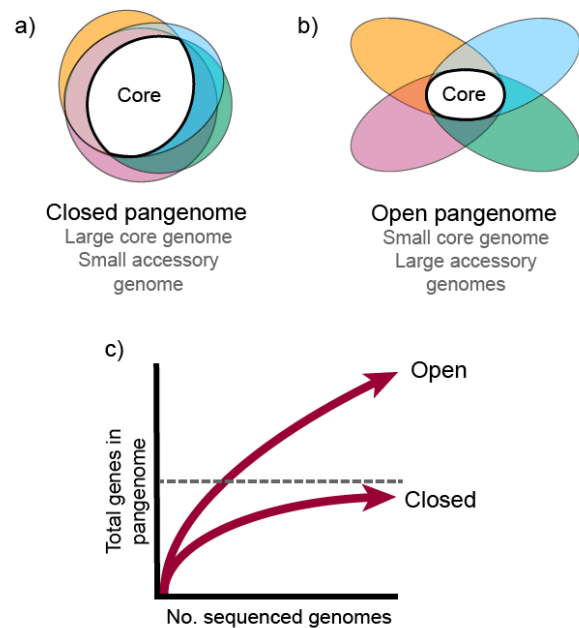 a)
Core
Closed pangenome
Large core genome
Small accessory
genome
b)
Core
Open pangenome
Small core genome
Large accessory
genomes
c)
Total genes in
pangenome
Open
Closed
No. sequenced genomes